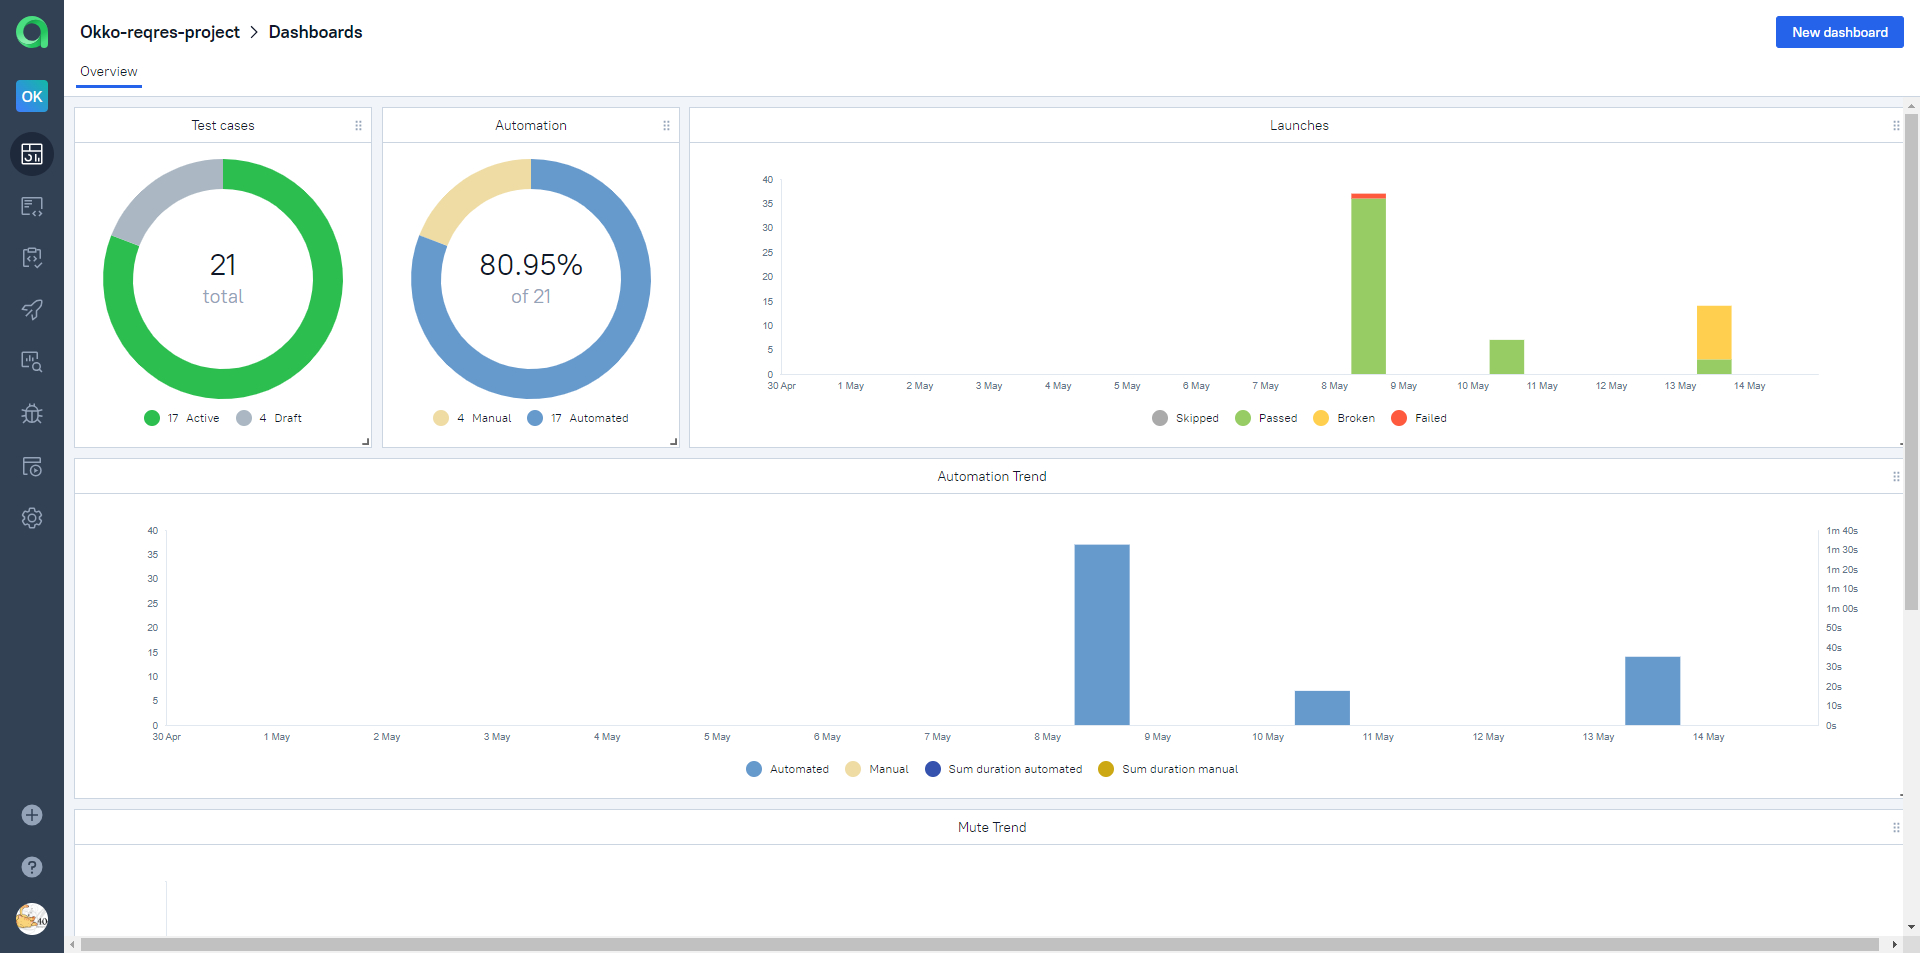 Okko-reqres-project > Dashboards
New dashboard
Overview
OK
Test cases
21
total
17 Active 4 Draft
Automation
80.95%
of 21
4 Manual 17 Automated
Launches
40
35
30
25
20
15
10
5
0
30 Apr 1 May 2 May 3 May 4 May 5 May 6 May 7 May 8 May 9 May 10 May 11 May 12 May 13 May 14 May
Skipped Passed Broken Failed
Automation Trend
40
35
30
25
20
15
10
5
0
1m 40s
1m 30s
1m 20s
1m 10s
1m 00s
50s
40s
30s
20s
10s
0s
30 Apr 1 May 2 May 3 May 4 May 5 May 6 May 7 May 8 May 9 May 10 May 11 May 12 May 13 May 14 May
Automated Manual Sum duration automated Sum duration manual
Mute Trend
?